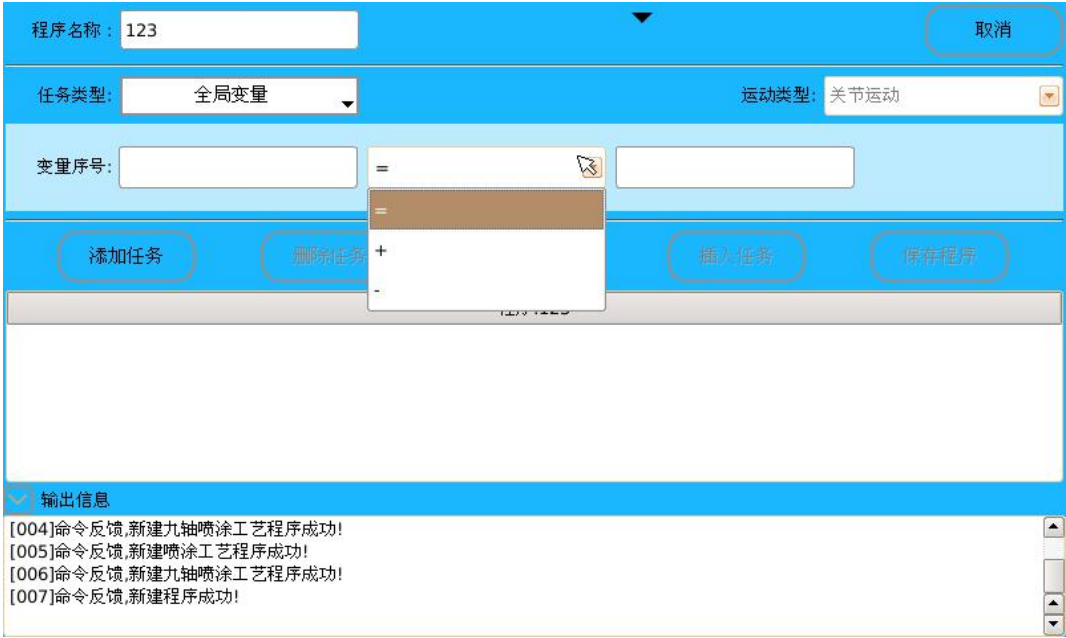 程序名称： 123 取消
任务类型: 全局变量 运动类型: 关节运动
变量序号: =
=
+
-
添加任务 删除任务 插入任务 保存程序
程序:123
输出信息
[004]命令反馈,新建九轴喷涂工艺程序成功!
[005]命令反馈,新建喷涂工艺程序成功!
[006]命令反馈,新建九轴喷涂工艺程序成功!
[007]命令反馈,新建程序成功!